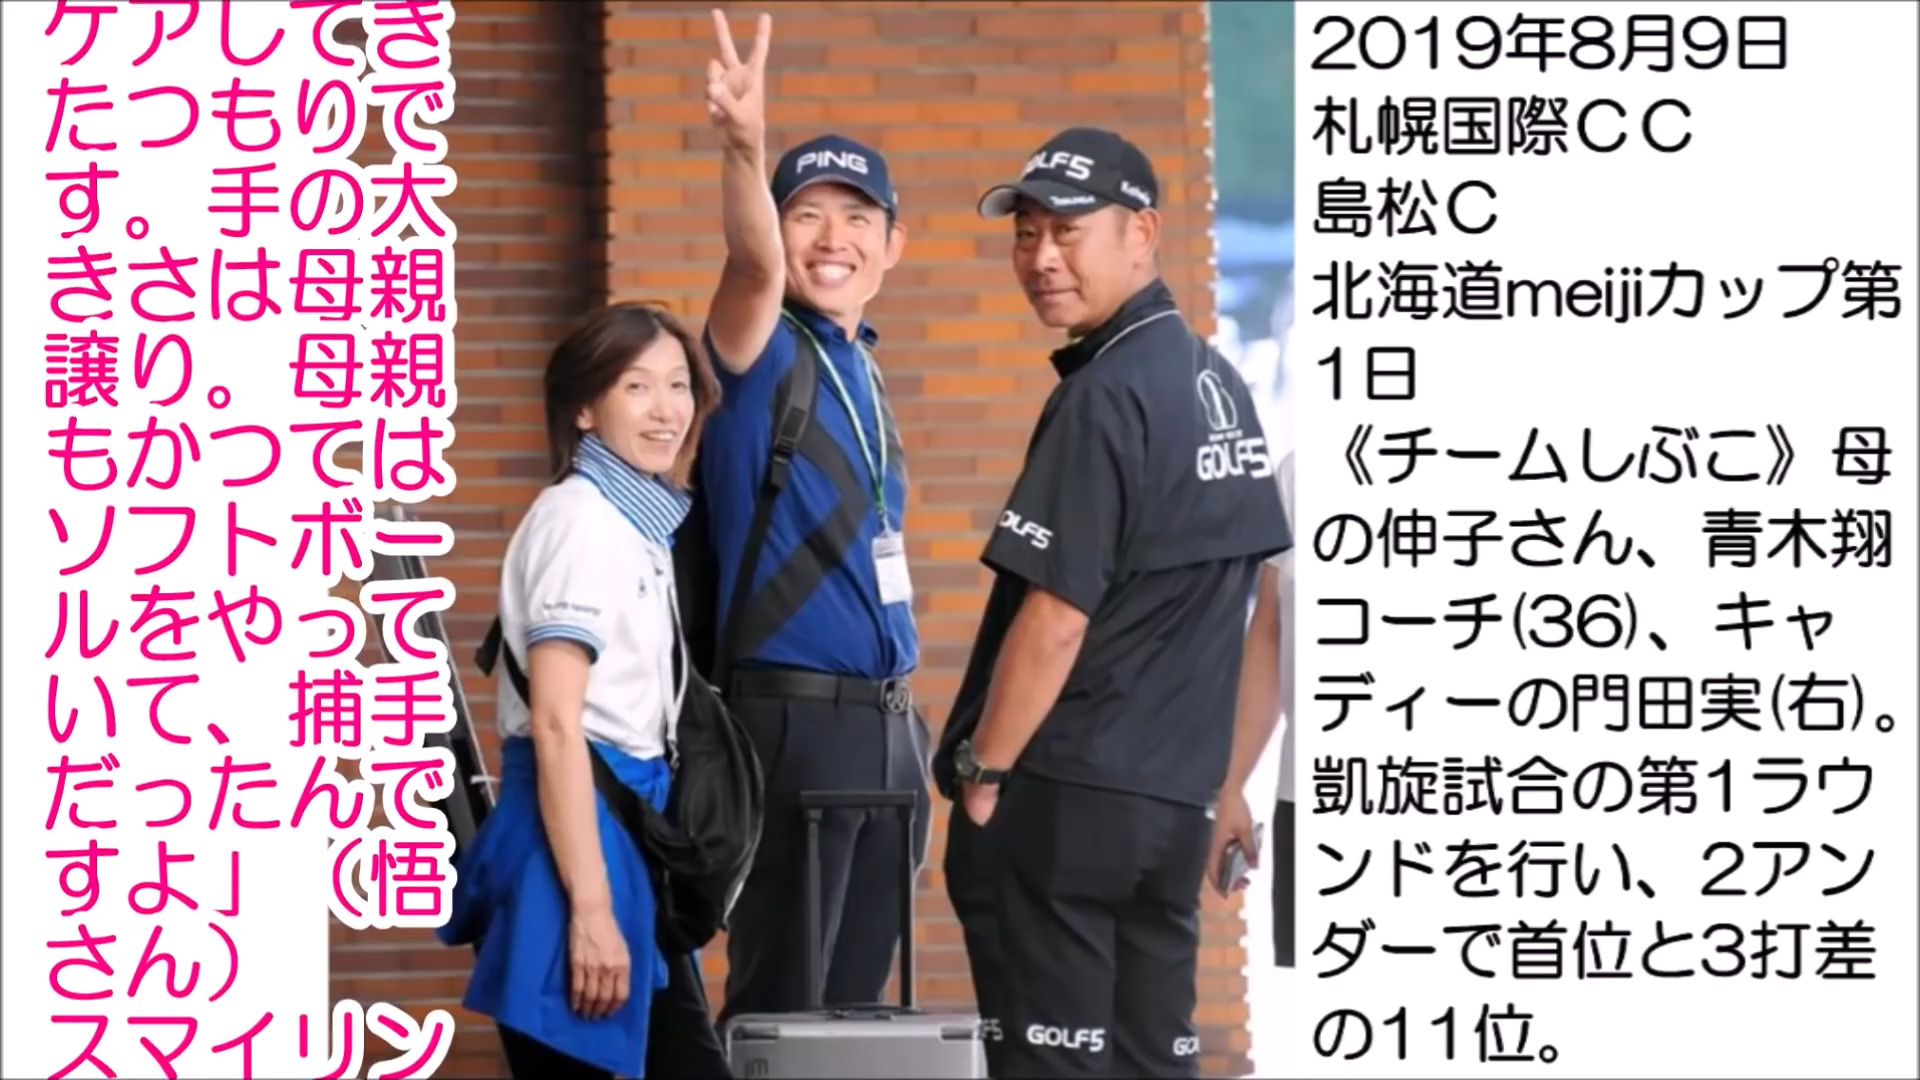 ケアしてき
たつもりで
す。手の大
きさは母親
譲り。母親
もかつては
ソフトボー
ルをやって
いて、捕手
だったんで
すよ」（悟
さん）
スマイリン
PING
GOLF5
GOLF5
GOLF5
GOLF5
2019年8月9日
札幌国際ＣＣ
島松Ｃ
北海道meijiカップ第
1日
《チームしぶこ》母
の伸子さん、青木翔
コーチ(36)、キャ
ディーの門田実(右)。
凱旋試合の第1ラウ
ンドを行い、2アン
ダーで首位と3打差
の11位。